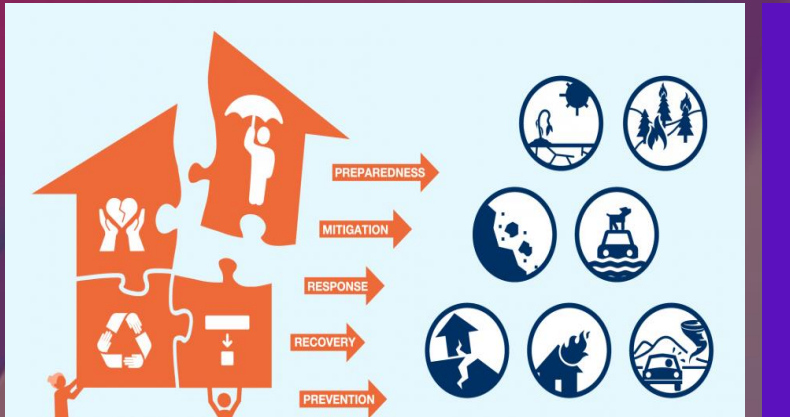 PREPAREDNESS
MITIGATION
RESPONSE
RECOVERY
PREVENTION